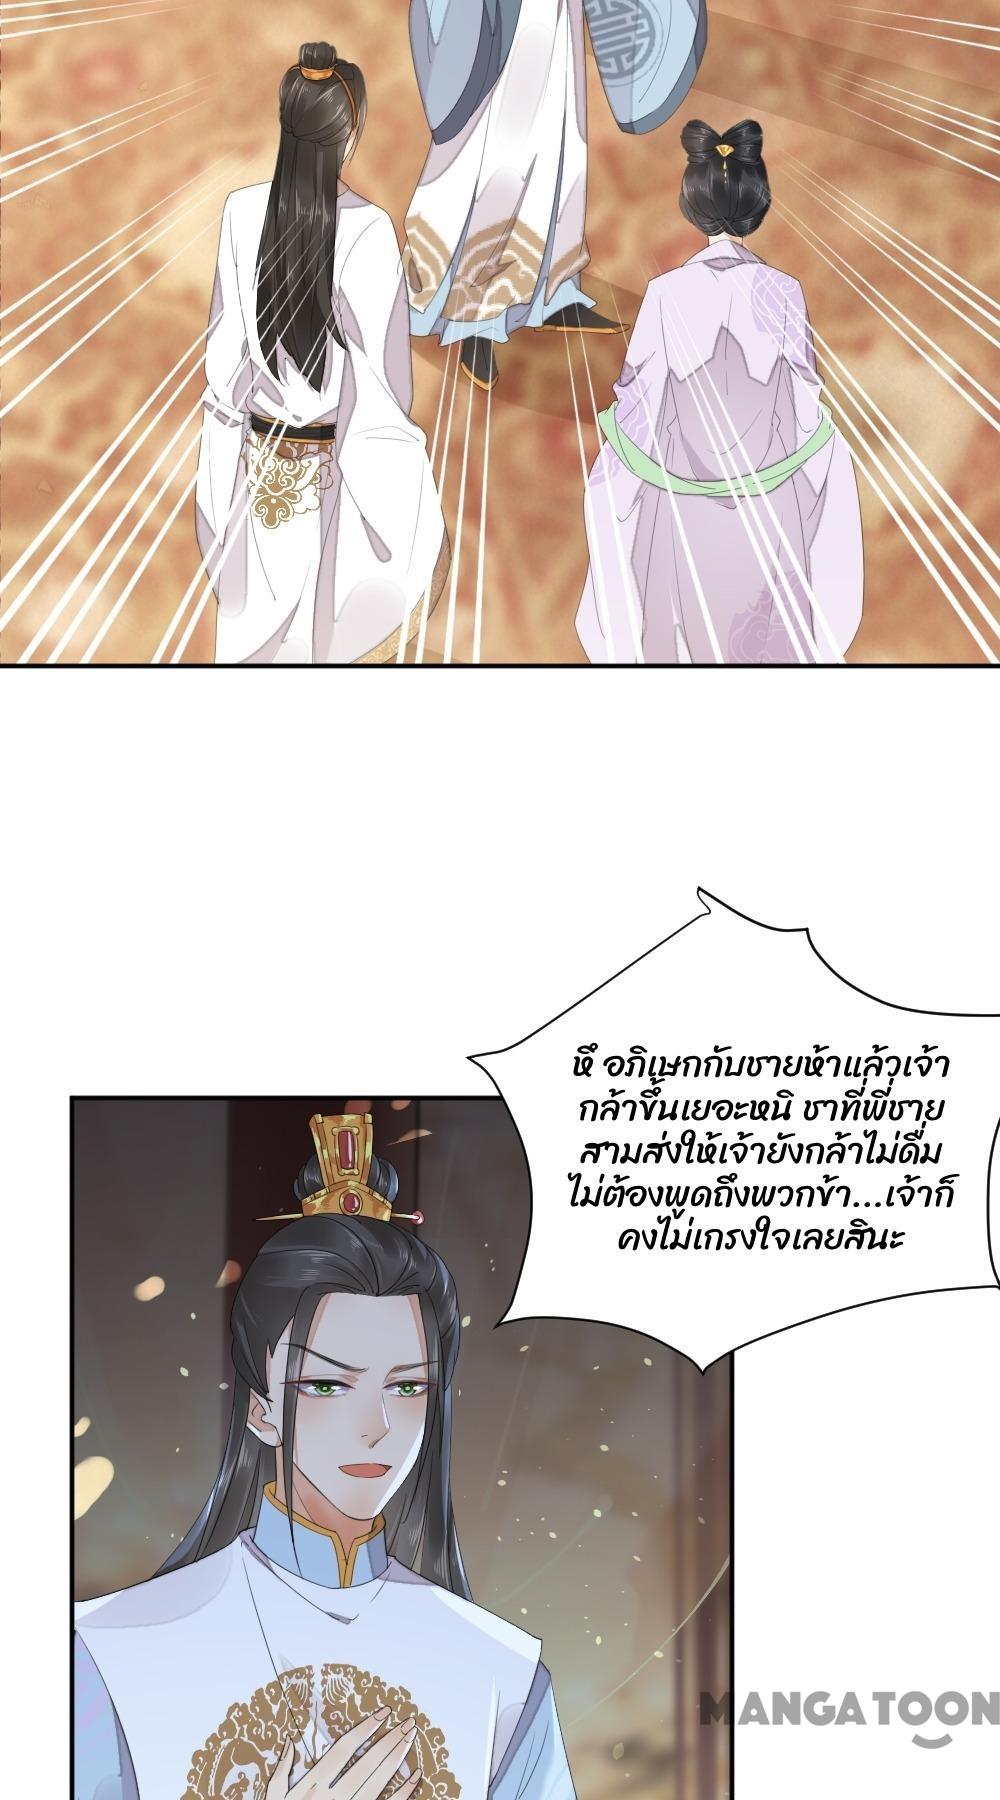 หึ อภิเษกกับชายห้าแล้วเจ้า
กล้าขึ้นเยอะหนิ ชาที่พี่ชาย
สามส่งให้เจ้ายังกล้าไม่ดื่ม
ไม่ต้องพูดถึงพวกข้า...เจ้าก็
คงไม่เกรงใจเลยสินะ
MANGATOON